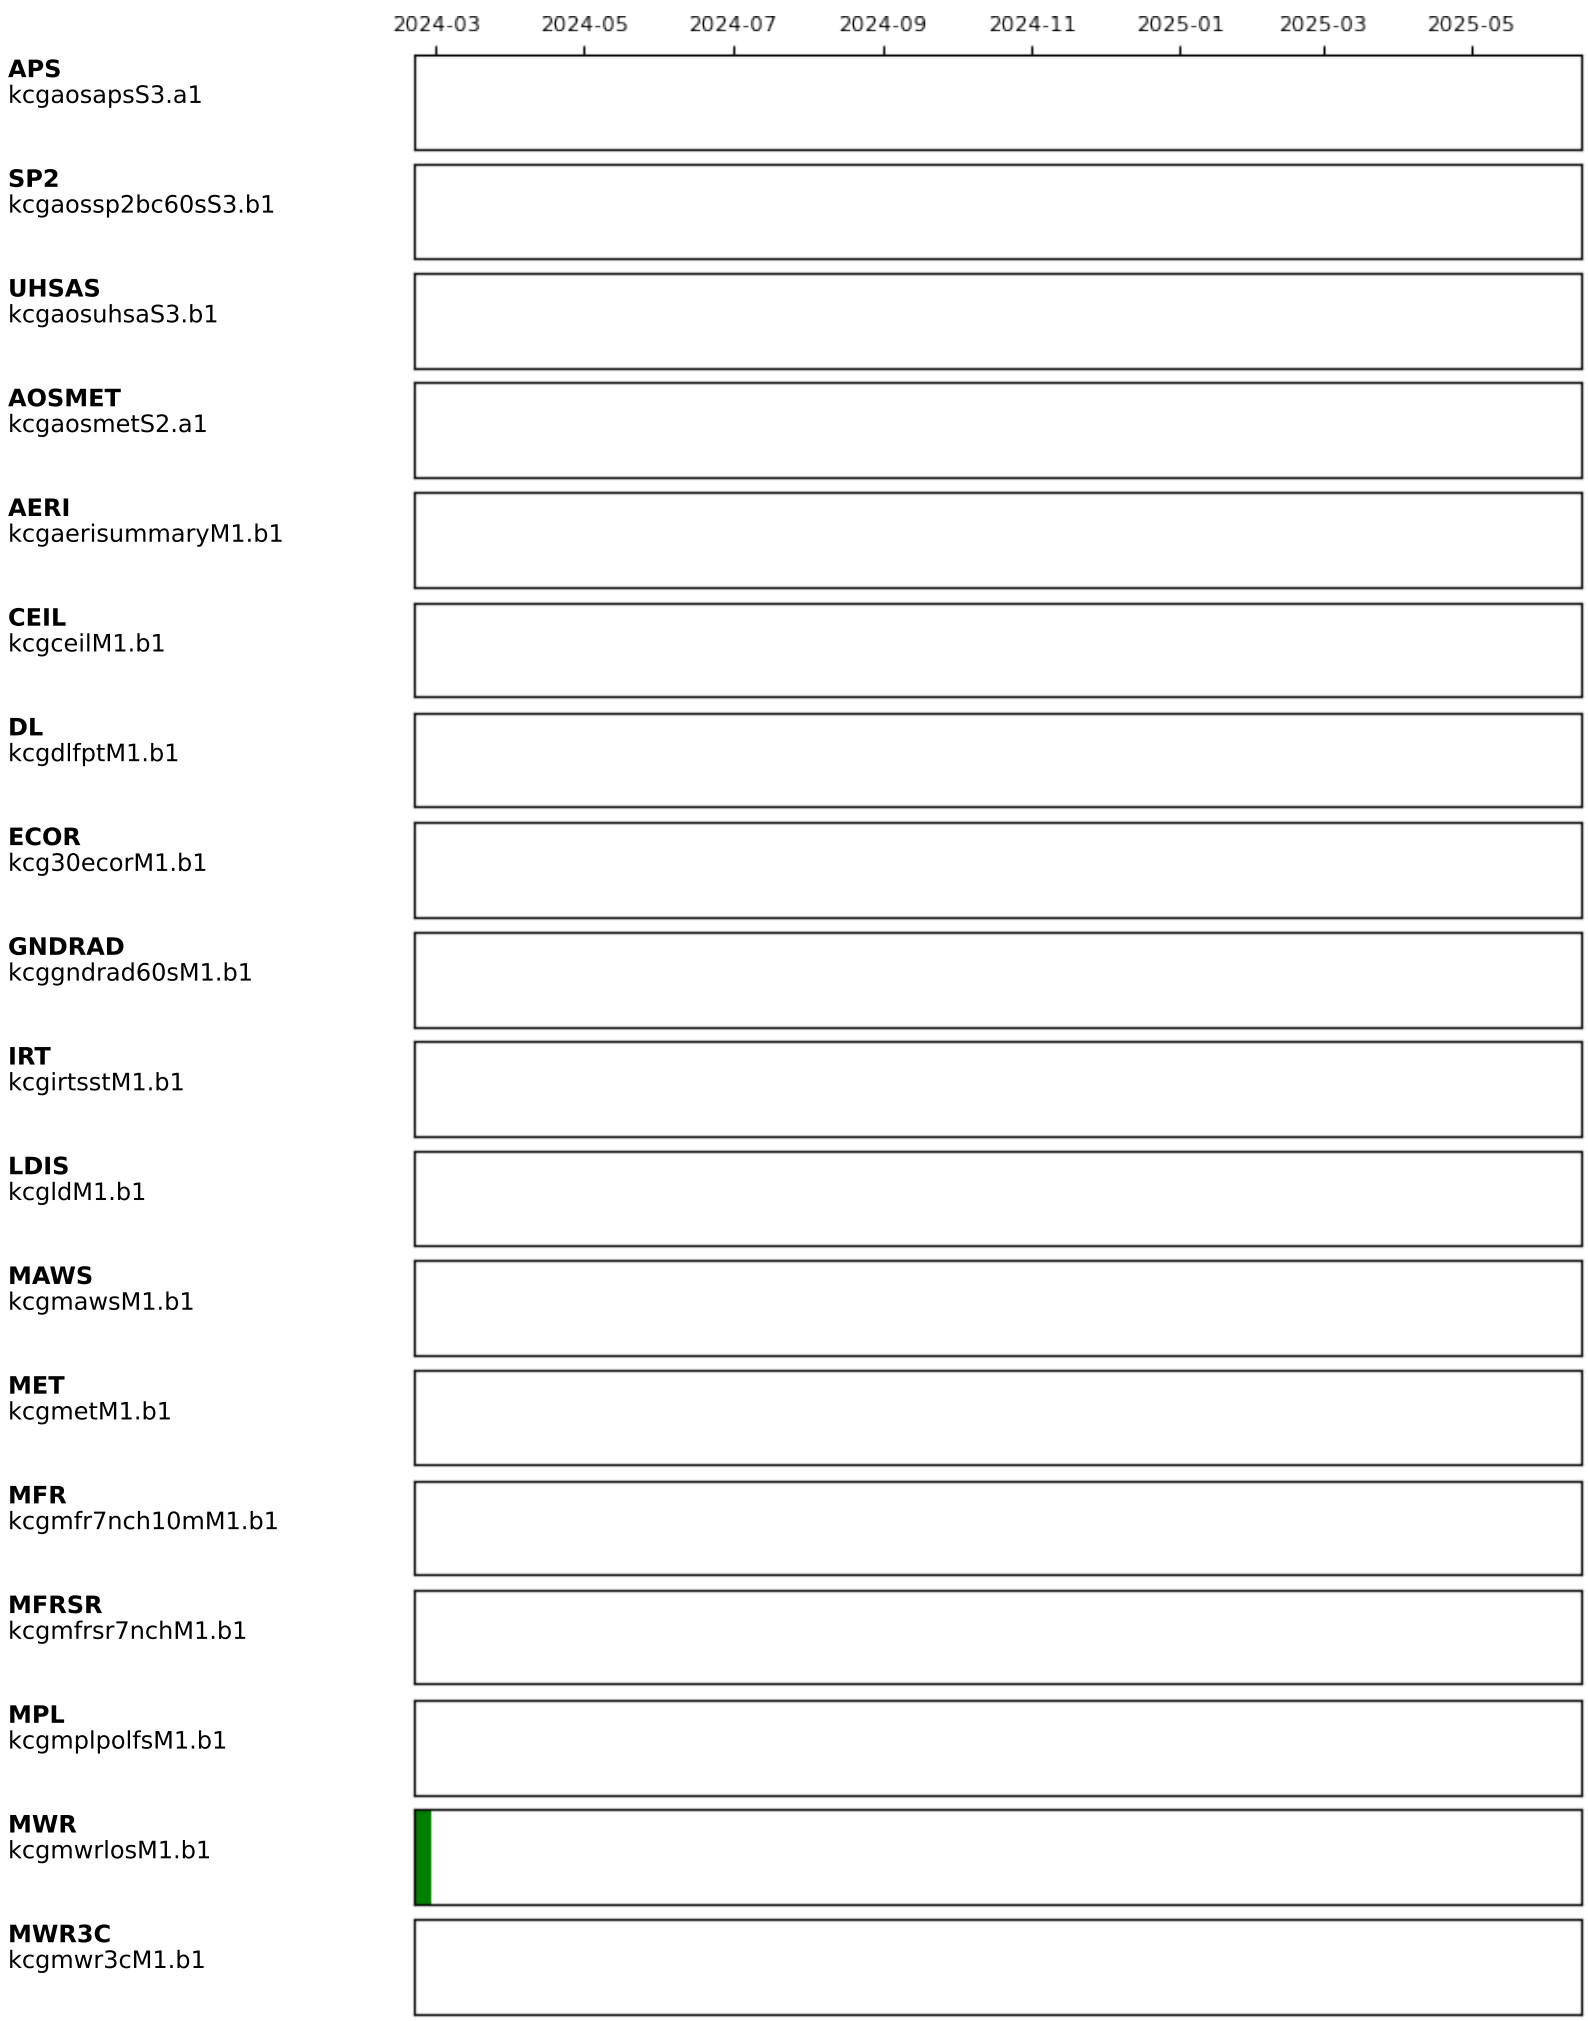 2024-03 2024-05 2024-07 2024-09 2024-11 2025-01 2025-03 2025-05
APS
kcgaosapsS3.a1
SP2
kcgaossp2bc60sS3.b1
UHSAS
kcgaosuhsaS3.b1
AOSMET
kcgaosmetS2.a1
AERI
kcgaerisummaryM1.b1
CEIL
kcgceilM1.b1
DL
kcgdlfptM1.b1
ECOR
kcg30ecorM1.b1
GNDRAD
kcggndrad60sM1.b1
IRT
kcgirtsstM1.b1
LDIS
kcgldM1.b1
MAWS
kcgmawsM1.b1
MET
kcgmetM1.b1
MFR
kcgmfr7nch10mM1.b1
MFRSR
kcgmfrsr7nchM1.b1
MPL
kcgmplpolfsM1.b1
MWR
kcgmwrlosM1.b1
MWR3C
kcgmwr3cM1.b1